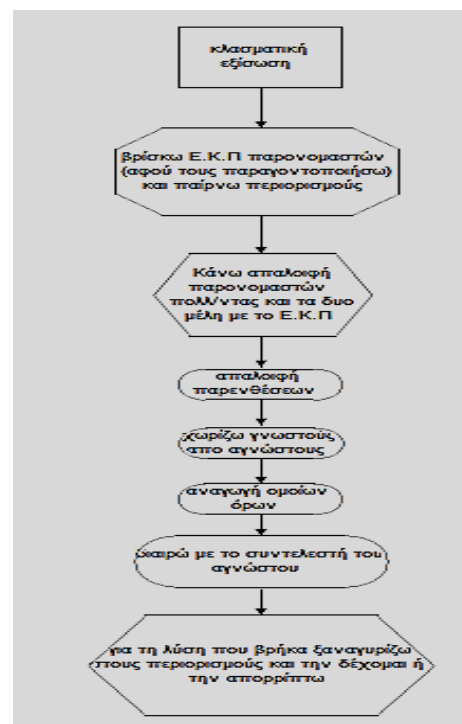 κλασματική
εξίσωση
βρίσκω Ε.Κ.Π παρονομαστών
(αφού τους παραγοντοποιήσω)
και παίρνω περιορισμούς
Κάνω απαλοιφή
παρονομαστών
πολλ/ντας και τα δυο
μέλη με το Ε.Κ.Π
απαλοιφή
παρενθέσεων
χωρίζω γνωστούς
απο αγνώστους
αναγωγή ομοίων
όρων
διαιρώ με το συντελεστή του
αγνώστου
για τη λύση που βρήκα ξαναγυρίζω
στους περιορισμούς και την δέχομαι ή
την απορρίπτω